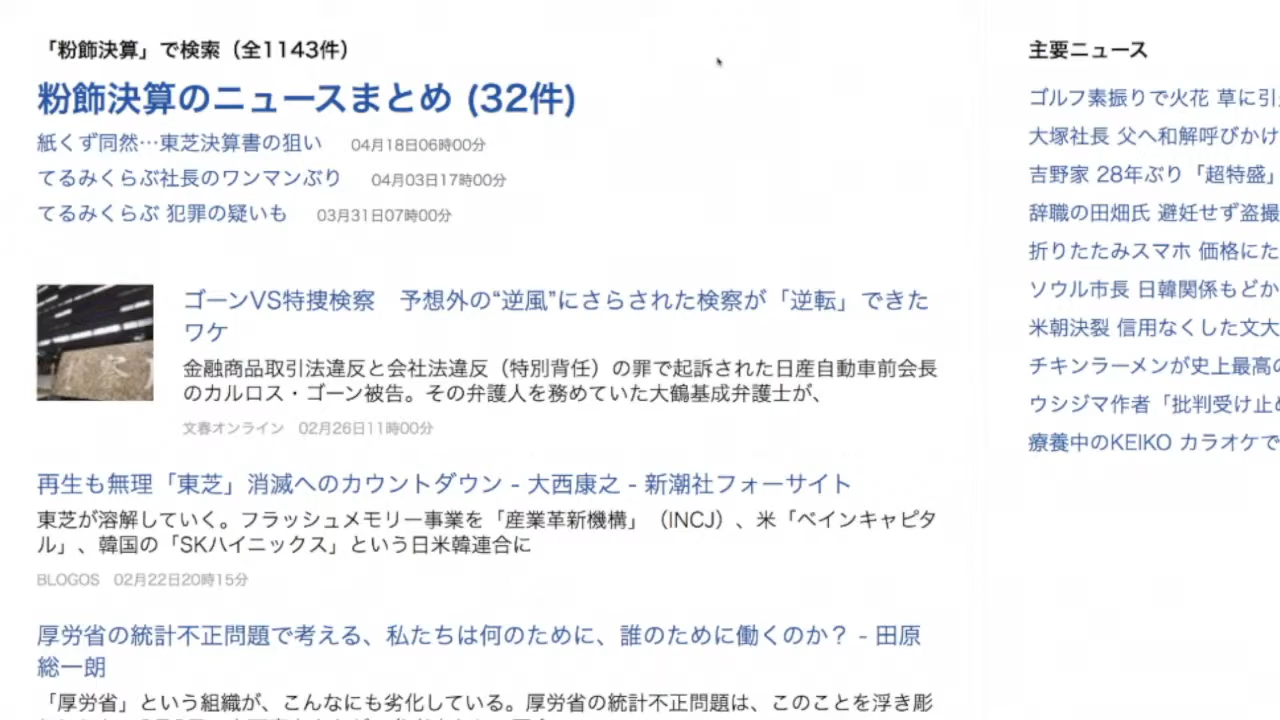 「粉飾決算」で検索（全1143件）
粉飾決算のニュースまとめ (32件)
紙くず同然…東芝決算書の狙い 04月18日06時00分
てるみくらぶ社長のワンマンぶり 04月03日17時00分
てるみくらぶ 犯罪の疑いも 03月31日07時00分
ゴーンVS特捜検察　予想外の“逆風”にさらされた検察が「逆転」できた
ワケ
金融商品取引法違反と会社法違反（特別背任）の罪で起訴された日産自動車前会長
のカルロス・ゴーン被告。その弁護人を務めていた大鶴基成弁護士が、
文春オンライン 02月26日11時00分
再生も無理「東芝」消滅へのカウントダウン - 大西康之 - 新潮社フォーサイト
東芝が溶解していく。フラッシュメモリー事業を「産業革新機構」（INCJ）、米「ベインキャピタ
ル」、韓国の「SKハイニックス」という日米韓連合に
BLOGOS 02月22日20時15分
厚労省の統計不正問題で考える、私たちは何のために、誰のために働くのか？ - 田原
総一朗
「厚労省」という組織が、こんなにも劣化している。厚労省の統計不正問題は、このことを浮き彫
主要ニュース
ゴルフ素振りで火花 草に引
大塚社長 父へ和解呼びかけ
吉野家 28年ぶり「超特盛」
辞職の田畑氏 避妊せず盗撮
折りたたみスマホ 価格にた
ソウル市長 日韓関係もどか
米朝決裂 信用なくした文大
チキンラーメンが史上最高
ウシジマ作者「批判受け止
療養中のKEIKO カラオケで